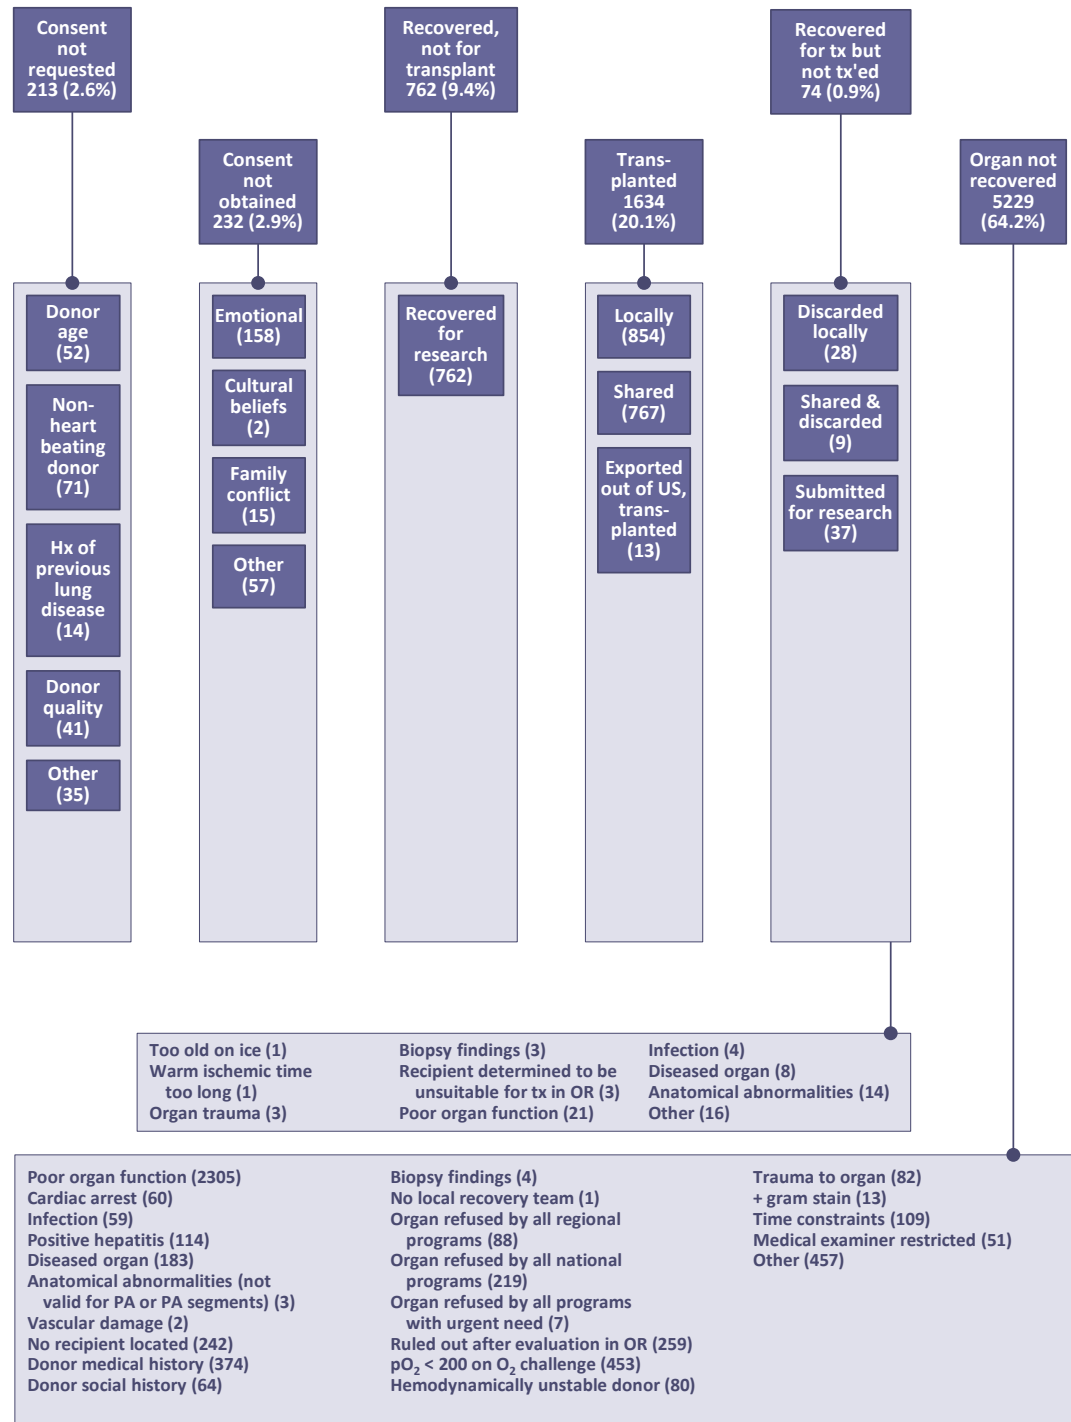 Consent
not
requested
213 (2.6%)
Recovered,
not for
transplant
762 (9.4%)
Recovered
for tx but
not tx'ed
74 (0.9%)
Consent
not
obtained
232 (2.9%)
Trans-
planted
1634
(20.1%)
Organ not
recovered
5229
(64.2%)
Donor
age
(52)
Non-
heart
beating
donor
(71)
Hx of
previous
lung
disease
(14)
Donor
quality
(41)
Other
(35)
Emotional
(158)
Cultural
beliefs
(2)
Family
conflict
(15)
Other
(57)
Recovered
for
research
(762)
Locally
(854)
Shared
(767)
Exported
out of US,
trans-
planted
(13)
Discarded
locally
(28)
Shared &
discarded
(9)
Submitted
for research
(37)
Too old on ice (1)
Warm ischemic time
too long (1)
Organ trauma (3)
Biopsy findings (3)
Recipient determined to be
unsuitable for tx in OR (3)
Poor organ function (21)
Infection (4)
Diseased organ (8)
Anatomical abnormalities (14)
Other (16)
Poor organ function (2305)
Cardiac arrest (60)
Infection (59)
Positive hepatitis (114)
Diseased organ (183)
Anatomical abnormalities (not
valid for PA or PA segments) (3)
Vascular damage (2)
No recipient located (242)
Donor medical history (374)
Donor social history (64)
Biopsy findings (4)
No local recovery team (1)
Organ refused by all regional
programs (88)
Organ refused by all national
programs (219)
Organ refused by all programs
with urgent need (7)
Ruled out after evaluation in OR (259)
pO₂ < 200 on O₂ challenge (453)
Hemodynamically unstable donor (80)
Trauma to organ (82)
+ gram stain (13)
Time constraints (109)
Medical examiner restricted (51)
Other (457)